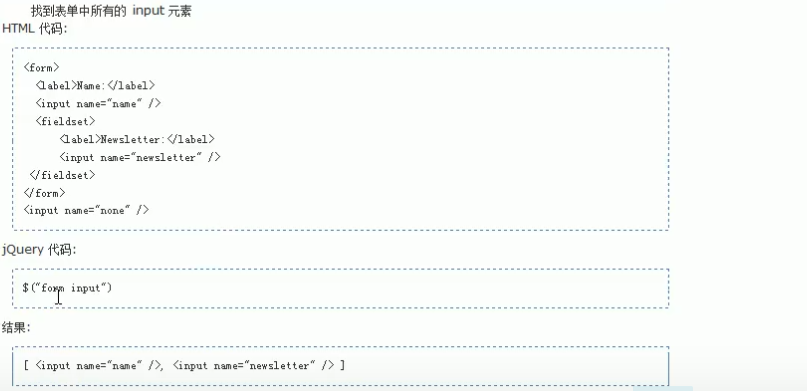 找到表单中所有的 input 元素
HTML 代码:
<form>
<label>Name:</label>
<input name="name" />
<fieldset>
<label>Newsletter:</label>
<input name="newsletter" />
</fieldset>
</form>
<input name="none" />
jQuery 代码:
$("form input")
结果:
[ <input name="name" />, <input name="newsletter" /> ]